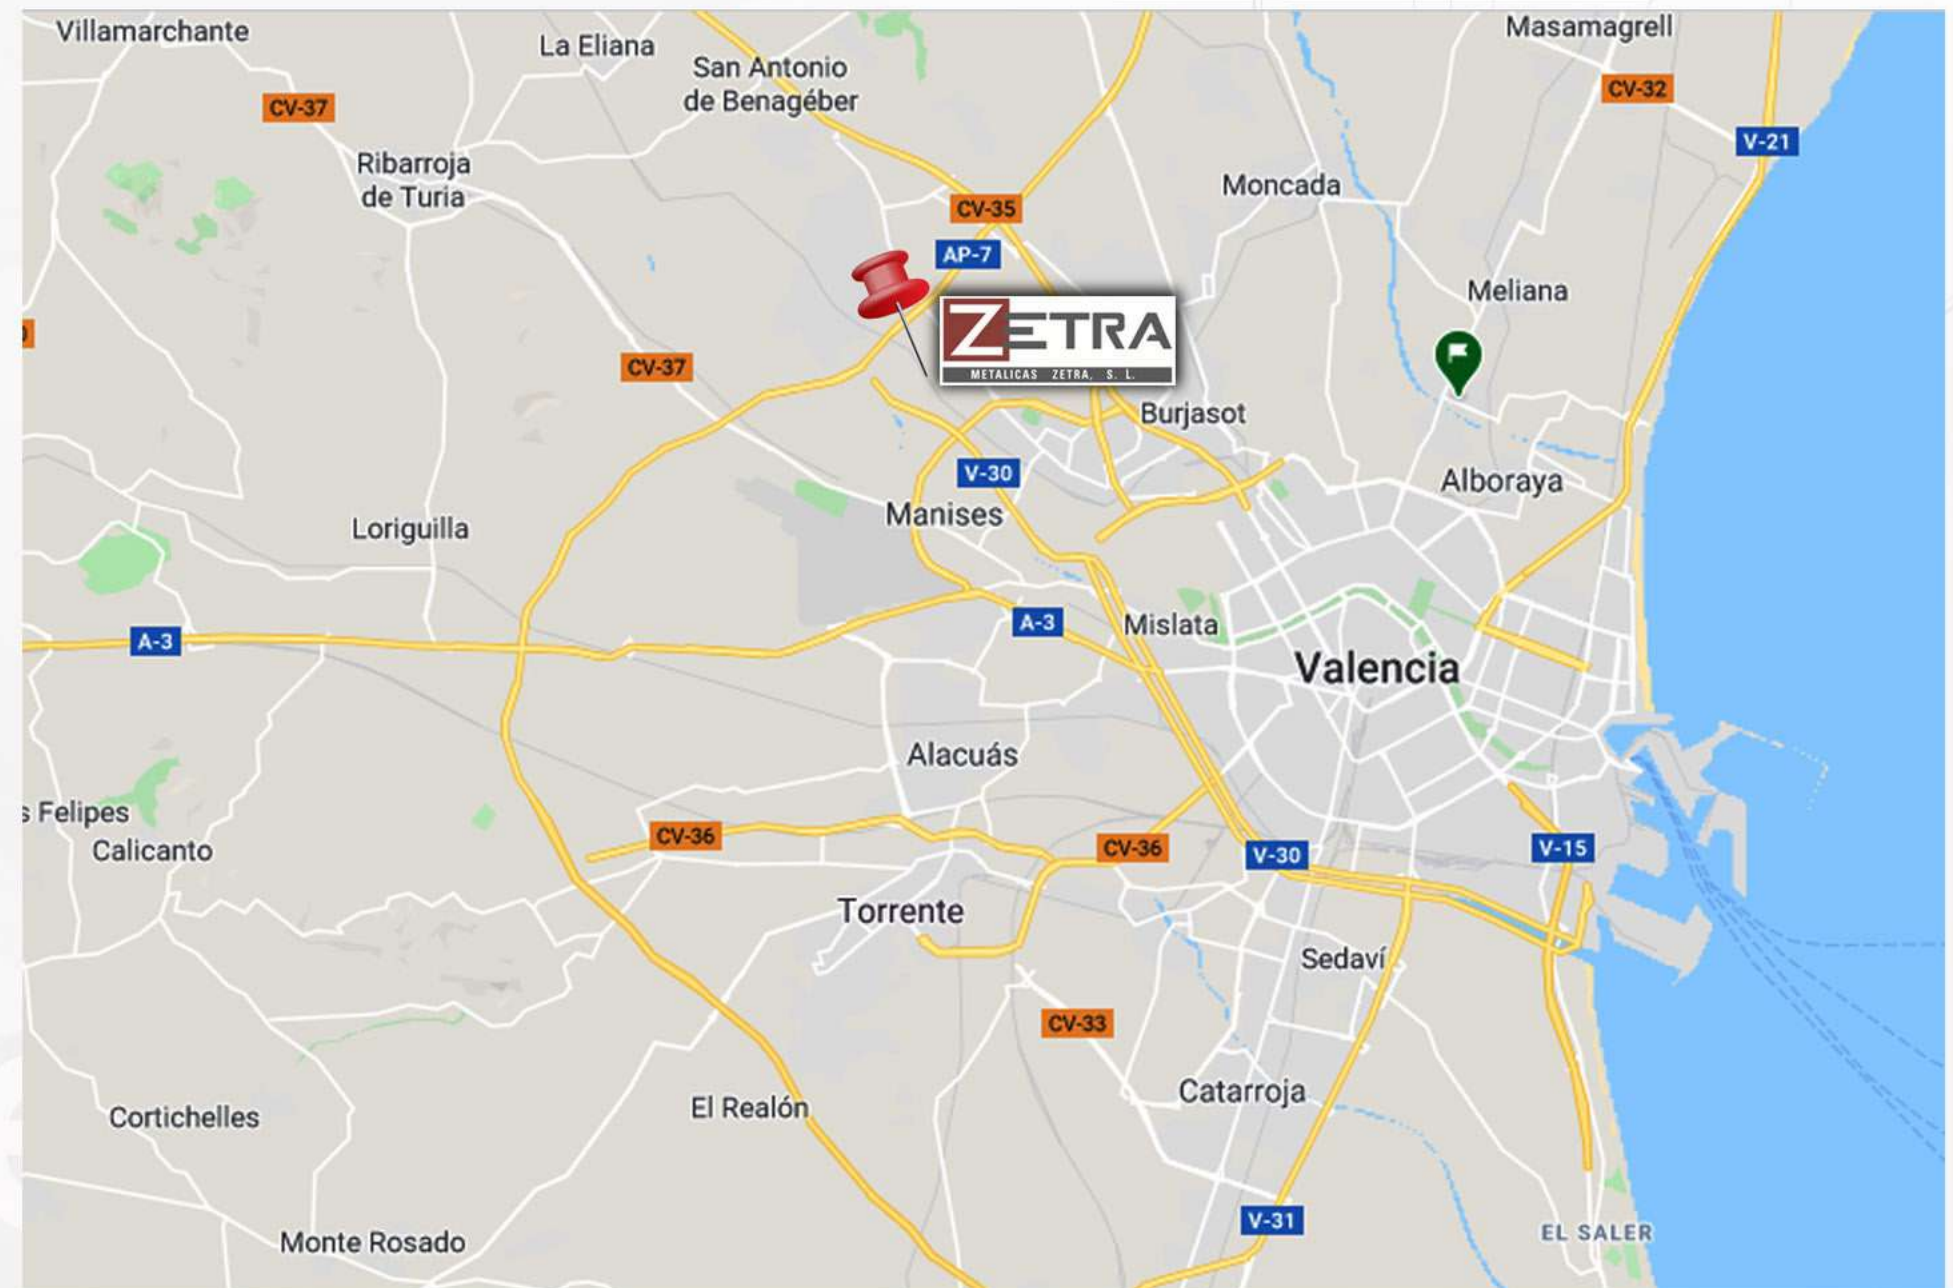 Villamarchante
La Eliana
Masamagrell
San Antonio
de Benagéber
CV-32
CV-37
V-21
Ribarroja
de Turia
Moncada
CV-35
AP-7
Meliana
ZETRA
METALICAS ZETRA, S. L.
CV-37
Burjasot
V-30
Alboraya
Manises
Loriguilla
A-3
Mislata
A-3
Valencia
Alacuás
s Felipes
CV-36
CV-36
V-30
V-15
Calicanto
Torrente
Sedaví
CV-33
Catarroja
El Realón
Cortichelles
V-31
EL SALER
Monte Rosado